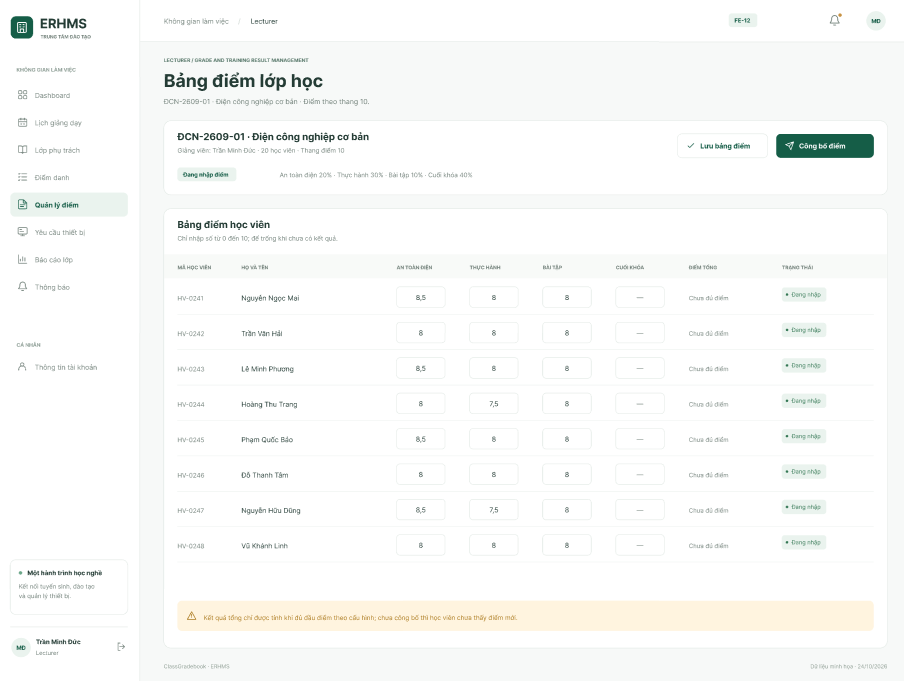 ERHMS
TRUNG TÂM ĐÀO TẠO
KHÔNG GIAN LÀM VIỆC
Dashboard
Lịch giảng dạy
Lớp phụ trách
Điểm danh
Quản lý điểm
Yêu cầu thiết bị
Báo cáo lớp
Thông báo
CÁ NHÂN
Thông tin tài khoản
Một hành trình học nghề
Kết nối tuyển sinh, đào tạo
và quản lý thiết bị.
MĐ
Trần Minh Đức
Lecturer
Không gian làm việc / Lecturer
FE-12
MĐ
LECTURER / GRADE AND TRAINING RESULT MANAGEMENT
Bảng điểm lớp học
ĐCN-2609-01 · Điện công nghiệp cơ bản · Điểm theo thang 10.
ĐCN-2609-01 · Điện công nghiệp cơ bản
Giảng viên: Trần Minh Đức · 20 học viên · Thang điểm 10
Lưu bảng điểm
Công bố điểm
Đang nhập điểm
An toàn điện 20% · Thực hành 30% · Bài tập 10% · Cuối khóa 40%
Bảng điểm học viên
Chỉ nhập số từ 0 đến 10; để trống khi chưa có kết quả.
MÃ HỌC VIÊN HỌ VÀ TÊN AN TOÀN ĐIỆN THỰC HÀNH BÀI TẬP CUỐI KHÓA ĐIỂM TỔNG TRẠNG THÁI
HV-0241 Nguyễn Ngọc Mai 8,5 8 8 — Chưa đủ điểm Đang nhập
HV-0242 Trần Văn Hải 8 8 8 — Chưa đủ điểm Đang nhập
HV-0243 Lê Minh Phương 8,5 8 8 — Chưa đủ điểm Đang nhập
HV-0244 Hoàng Thu Trang 8 7,5 8 — Chưa đủ điểm Đang nhập
HV-0245 Phạm Quốc Bảo 8,5 8 8 — Chưa đủ điểm Đang nhập
HV-0246 Đỗ Thanh Tâm 8 8 8 — Chưa đủ điểm Đang nhập
HV-0247 Nguyễn Hữu Dũng 8,5 7,5 8 — Chưa đủ điểm Đang nhập
HV-0248 Vũ Khánh Linh 8 8 8 — Chưa đủ điểm Đang nhập
Kết quả tổng chỉ được tính khi đủ đầu điểm theo cấu hình; chưa công bố thì học viên chưa thấy điểm mới.
ClassGradebook · ERHMS
Dữ liệu minh họa · 24/10/2026